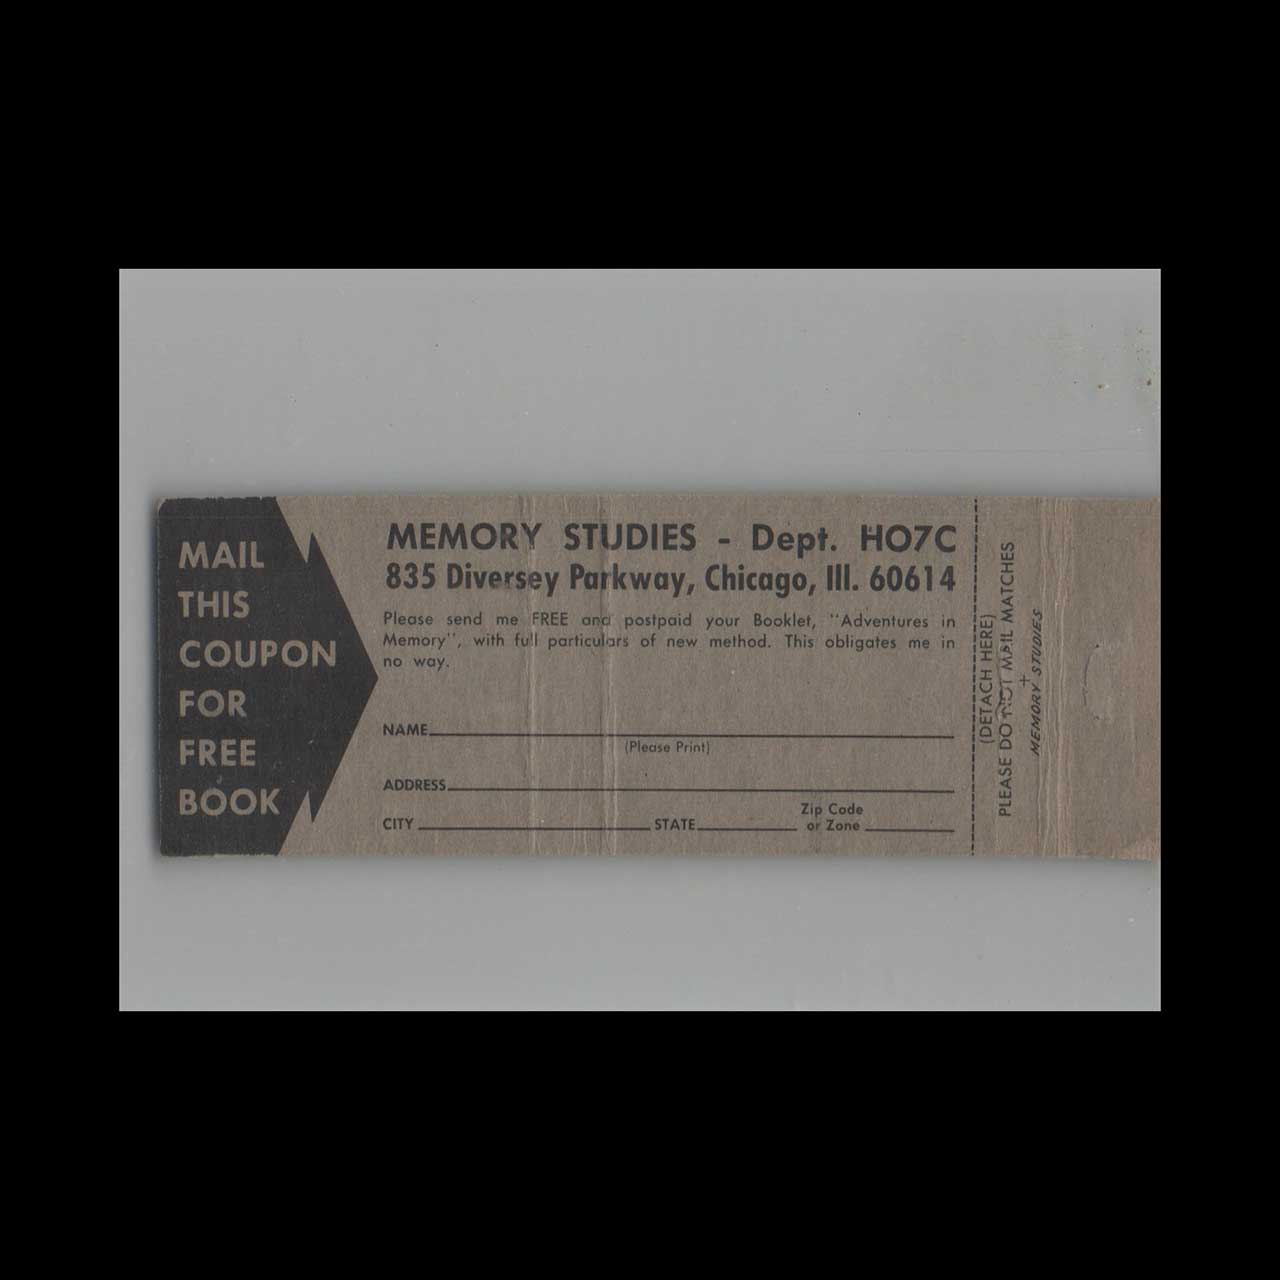 MAIL
THIS
COUPON
FOR
FREE
BOOK
MEMORY STUDIES - Dept. HO7C
835 Diversey Parkway, Chicago, Ill. 60614
Please send me FREE and postpaid your Booklet, "Adventures in
Memory", with full particulars of new method. This obligates me in
no way.
NAME
(Please Print)
ADDRESS
Zip Code
CITY STATE or Zone
(DETACH HERE)
PLEASE DO NOT MAIL MATCHES
+
MEMORY STUDIES